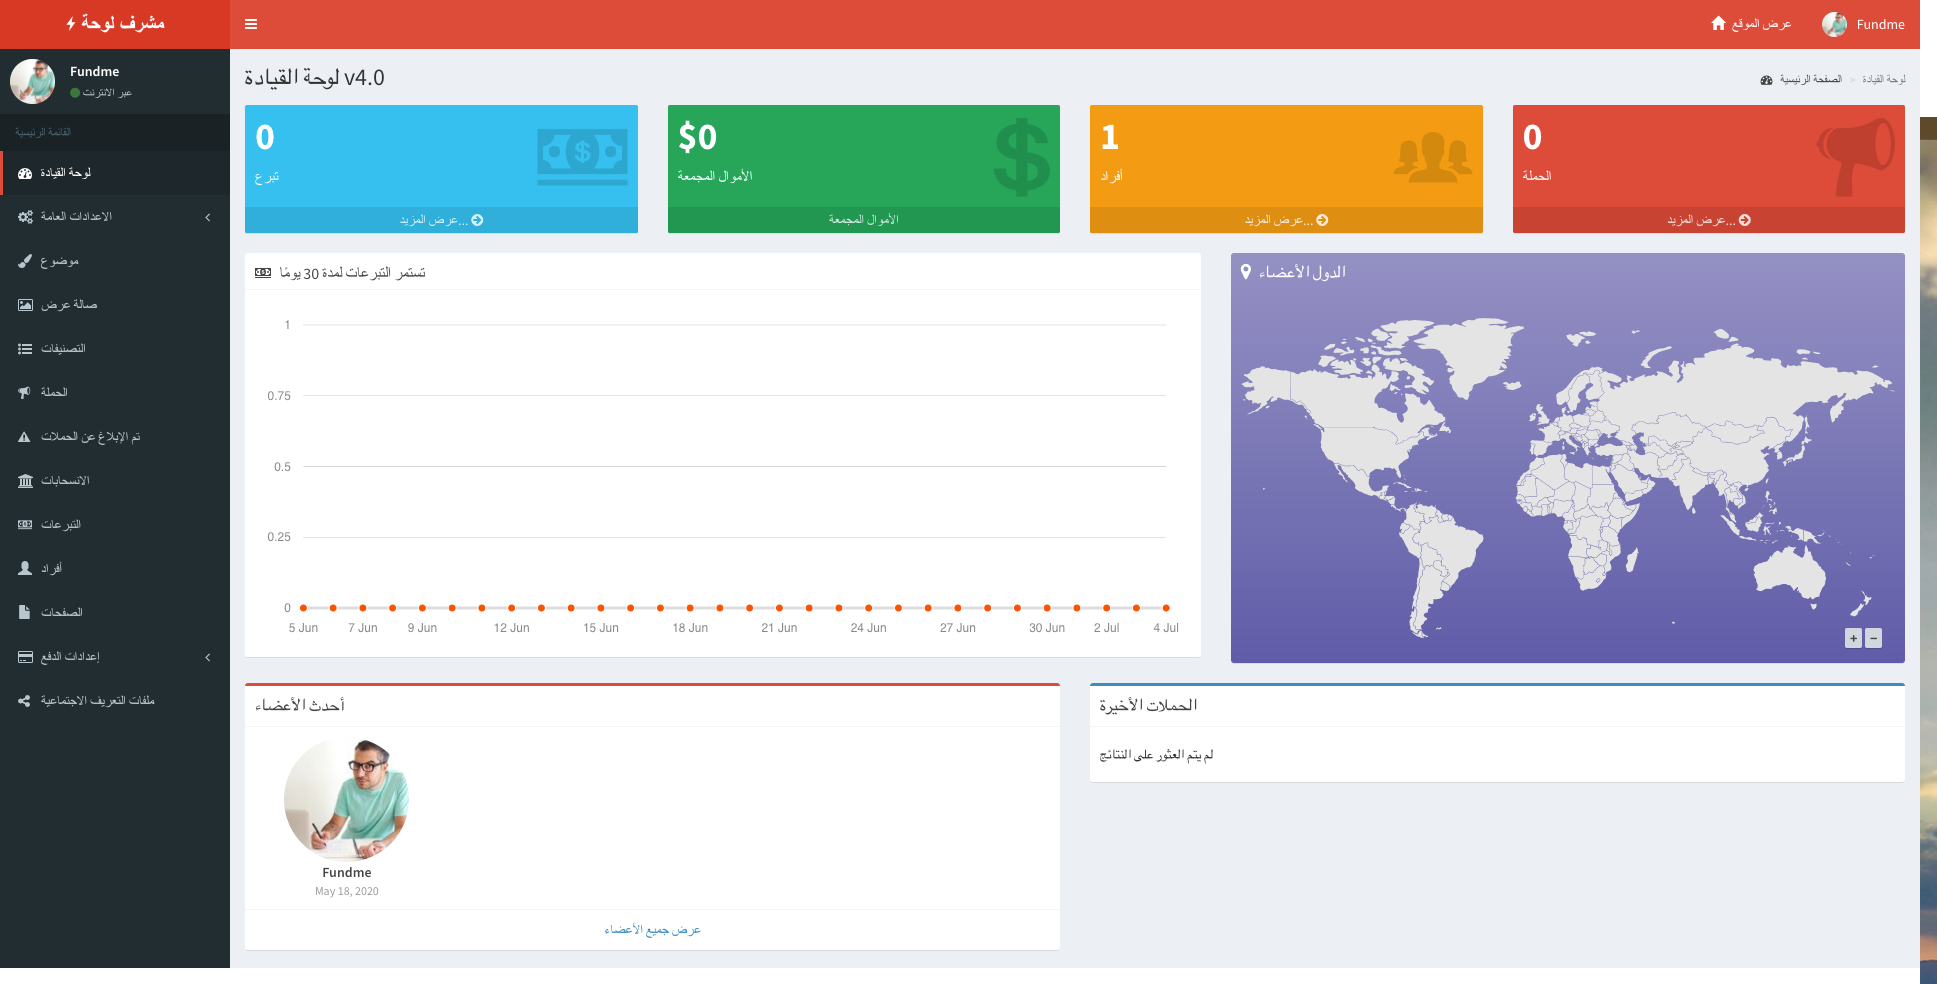 مشرف لوحة
عرض الموقع
Fundme
Fundme
عبر الانترنت
القائمة الرئيسية
لوحة القيادة
الاعدادات العامة
موضوع
صالة عرض
التصنيفات
الحملة
تم الإبلاغ عن الحملات
الانسحابات
التبرعات
أفراد
الصفحات
إعدادات الدفع
ملفات التعريف الاجتماعية
لوحة القيادة v4.0
الصفحة الرئيسية > لوحة القيادة
0
تبرع
عرض المزيد...
$0
الأموال المجمعة
الأموال المجمعة
1
أفراد
عرض المزيد...
0
الحملة
عرض المزيد...
تستمر التبرعات لمدة 30 يومًا
1
0.75
0.5
0.25
0
5 Jun 7 Jun 9 Jun 12 Jun 15 Jun 18 Jun 21 Jun 24 Jun 27 Jun 30 Jun 2 Jul 4 Jul
الدول الأعضاء
+ −
أحدث الأعضاء
Fundme
May 18, 2020
عرض جميع الأعضاء
الحملات الأخيرة
لم يتم العثور على النتائج